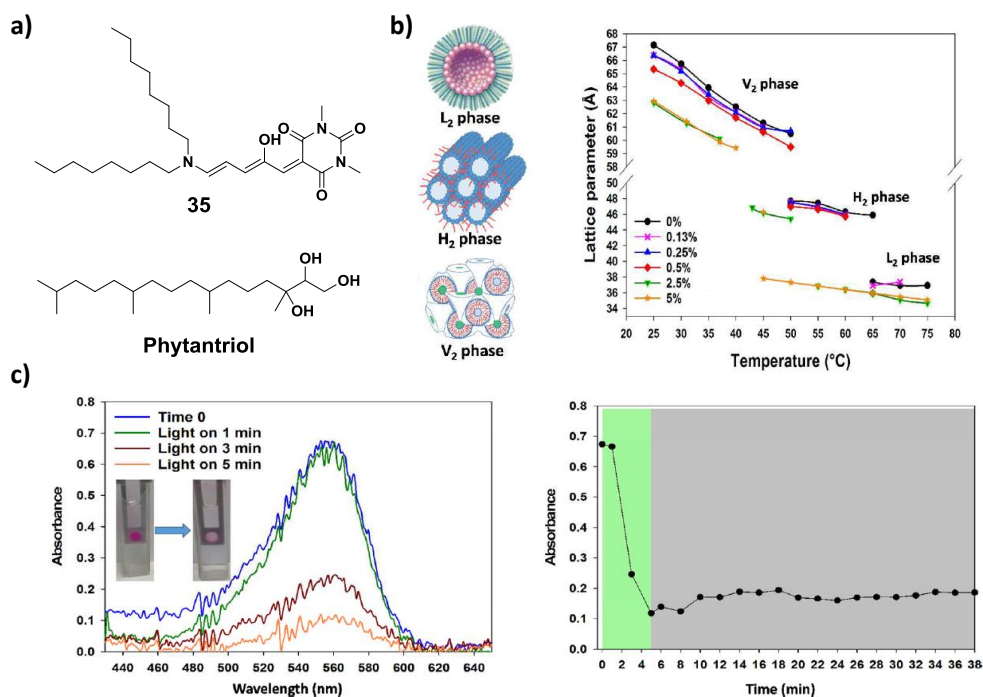 a)
N
OH
O
O
N
N
O
35
OH
OH
OH
Phytantriol
b)
L2 phase
H2 phase
V2 phase
Lattice parameter (Å)
68
67
66
65
64
63
62
61
60
59
58
48
46
44
42
40
38
36
34
V2 phase
H2 phase
L2 phase
0%
0.13%
0.25%
0.5%
2.5%
5%
20 25 30 35 40 45 50 55 60 65 70 75 80
Temperature (°C)
c)
Absorbance
0.8
0.7
0.6
0.5
0.4
0.3
0.2
0.1
0.0
Time 0
Light on 1 min
Light on 3 min
Light on 5 min
440 460 480 500 520 540 560 580 600 620 640
Wavelength (nm)
Absorbance
0.8
0.7
0.6
0.5
0.4
0.3
0.2
0.1
0.0
0 2 4 6 8 10 12 14 16 18 20 22 24 26 28 30 32 34 36 38
Time (min)